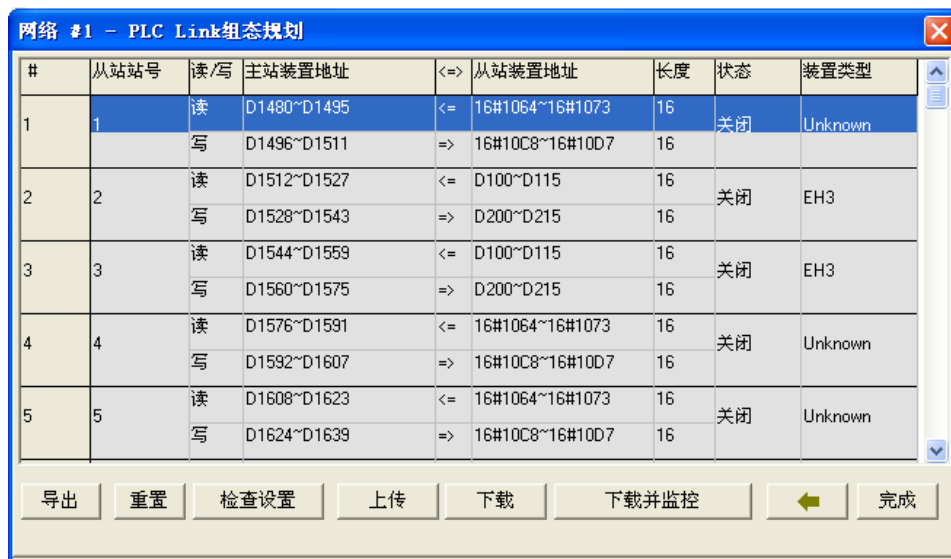 网络 #1 - PLC Link组态规划
# 从站站号 读/写 主站装置地址 <=> 从站装置地址 长度 状态 装置类型
1 1 读 D1480~D1495 <= 16#1064~16#1073 16 关闭 Unknown
写 D1496~D1511 => 16#10C8~16#10D7 16
2 2 读 D1512~D1527 <= D100~D115 16 关闭 EH3
写 D1528~D1543 => D200~D215 16
3 3 读 D1544~D1559 <= D100~D115 16 关闭 EH3
写 D1560~D1575 => D200~D215 16
4 4 读 D1576~D1591 <= 16#1064~16#1073 16 关闭 Unknown
写 D1592~D1607 => 16#10C8~16#10D7 16
5 5 读 D1608~D1623 <= 16#1064~16#1073 16 关闭 Unknown
写 D1624~D1639 => 16#10C8~16#10D7 16
导出 重置 检查设置 上传 下载 下载并监控 完成